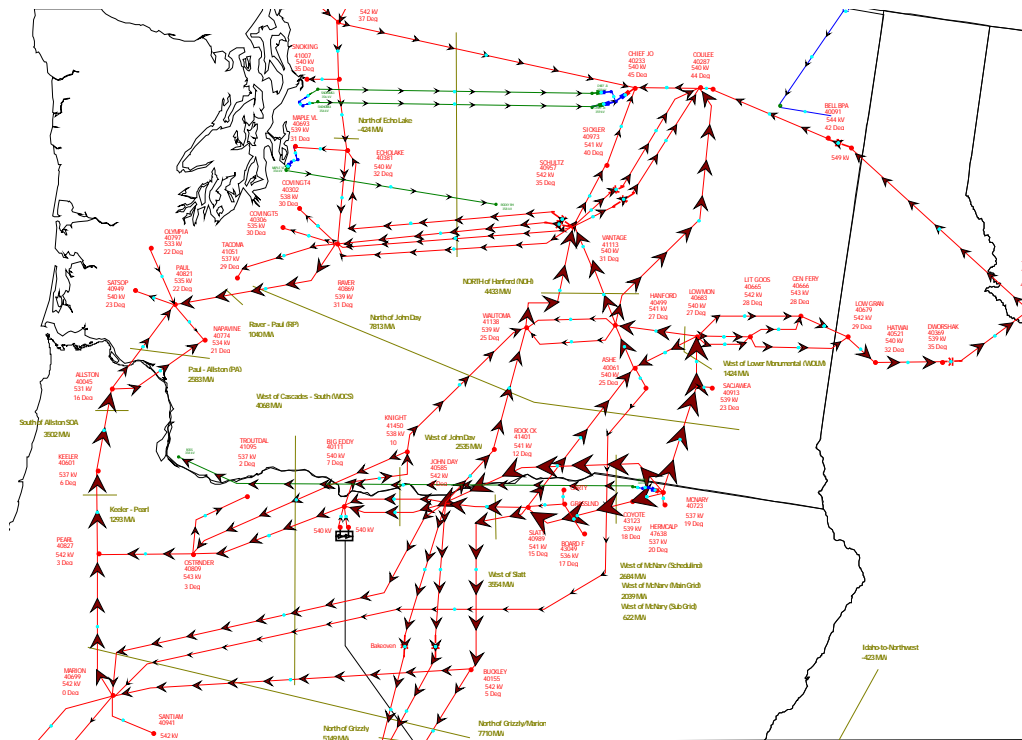 542 kV
37 Deg
SNOKING
41007
540 kV
35 Deg
MAPLE VL
40693
539 kV
31 Deg
North of Echo Lake
-424 MW
ECHOLAKE
40381
540 kV
32 Deg
COVINGT4
40302
538 kV
30 Deg
COVINGT5
40306
535 kV
30 Deg
CHIEF JO
40233
540 kV
45 Deg
COULEE
40287
540 kV
44 Deg
BELL BPA
40091
544 kV
42 Deg
549 kV
SICKLER
40973
541 kV
40 Deg
SCHULTZ
40957
542 kV
35 Deg
OLYMPIA
40797
533 kV
22 Deg
TACOMA
41051
537 kV
29 Deg
PAUL
40821
535 kV
22 Deg
SATSOP
40949
540 kV
23 Deg
RAVER
40869
539 kV
31 Deg
VANTAGE
41113
540 kV
31 Deg
NORTH of Hanford (NOH)
4433 MW
HANFORD
40499
541 kV
27 Deg
LOWMON
40683
540 kV
27 Deg
LIT GOOS
40665
542 kV
28 Deg
CEN FERY
40666
543 kV
28 Deg
LOW GRAN
40679
542 kV
29 Deg
HATWAI
40521
540 kV
32 Deg
DWORSHAK
40369
539 kV
35 Deg
NAPAVINE
40774
534 kV
21 Deg
Raver - Paul (RP)
1040 MW
North of John Day
7813 MW
WAUTOMA
41138
539 kV
25 Deg
ASHE
40061
540 kV
25 Deg
West of Lower Monumental (WOLM)
1424 MW
SACJAWEA
40913
539 kV
23 Deg
Paul - Allston (PA)
2583 MW
ALLSTON
40045
531 kV
16 Deg
West of Cascades - South (WOCS)
4068 MW
South of Allston SOA
3502 MW
KNIGHT
41450
538 kV
10
TROUTDAL
41095
537 kV
2 Deg
BIG EDDY
40111
540 kV
7 Deg
West of John Day
2535 MW
ROCK CK
41401
541 kV
12 Deg
JOHN DAY
40585
542 kV
KEELER
40601
537 kV
6 Deg
Keeler - Pearl
1293 MW
PEARL
40827
542 kV
3 Deg
OSTRNDER
40809
543 kV
3 Deg
540 kV
540 kV
SLATT
40989
541 kV
15 Deg
BOARD F
43049
536 kV
17 Deg
COYOTE
43123
539 kV
18 Deg
HERMCALP
47638
537 kV
20 Deg
MCNARY
40723
537 kV
19 Deg
West of Slatt
3554 MW
West of McNary (Scheduling)
2684 MW
West of McNary (Main Grid)
2039 MW
West of McNary (Sub Grid)
622 MW
Idaho-to-Northwest
-423 MW
Bakeoven
MARION
40699
542 kV
0 Deg
SANTIAM
40941
542 kV
BUCKLEY
40155
542 kV
5 Deg
North of Grizzly
5149 MW
North of Grizzly/Marion
7710 MW